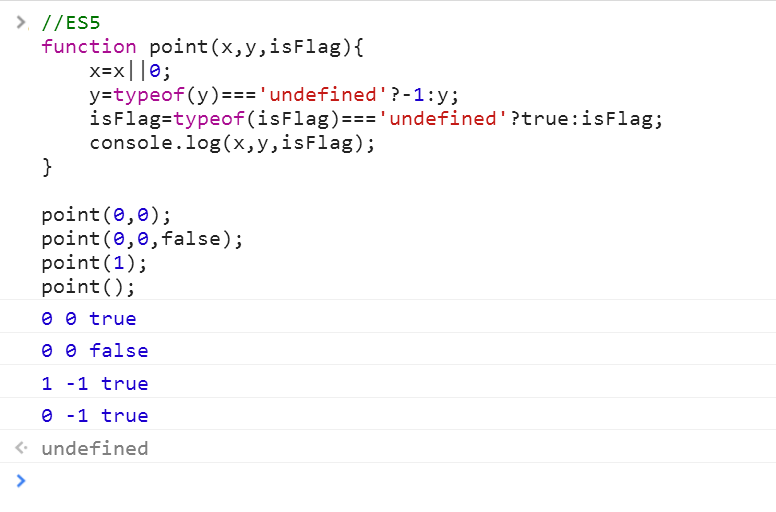 //ES5
function point(x,y,isFlag){
    x=x||0;
    y=typeof(y)==='undefined'?-1:y;
    isFlag=typeof(isFlag)==='undefined'?true:isFlag;
    console.log(x,y,isFlag);
}
point(0,0);
point(0,0,false);
point(1);
point();
0 0 true
0 0 false
1 -1 true
0 -1 true
undefined